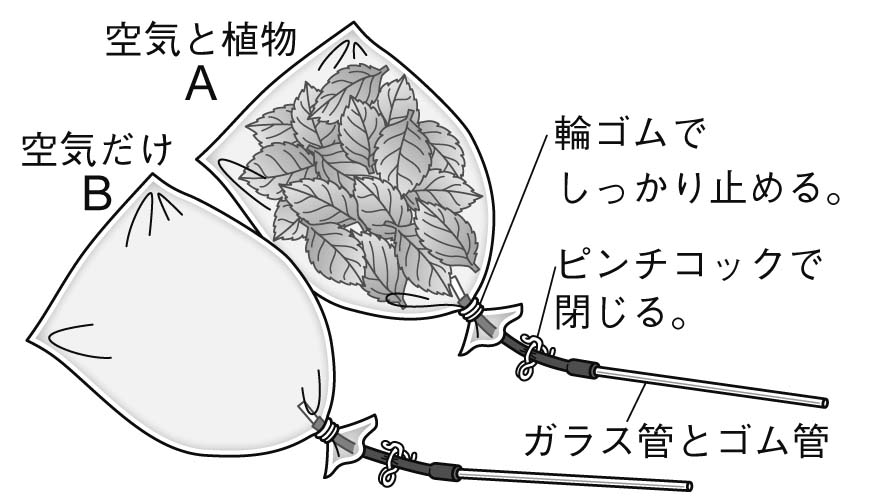 空気と植物
A
空気だけ
B
輪ゴムで
しっかり止める。
ピンチコックで
閉じる。
ガラス管とゴム管